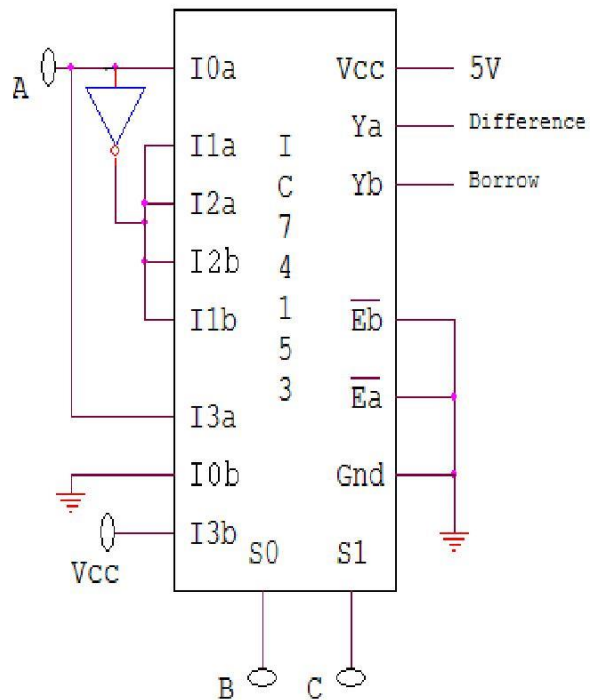 A
I0a
I1a
I2a
I2b
I1b
I3a
I0b
I3b
Vcc
I
C
7
4
1
5
3
Vcc
5V
Ya
Difference
Yb
Borrow
Eb
Ea
Gnd
S0
S1
B
C